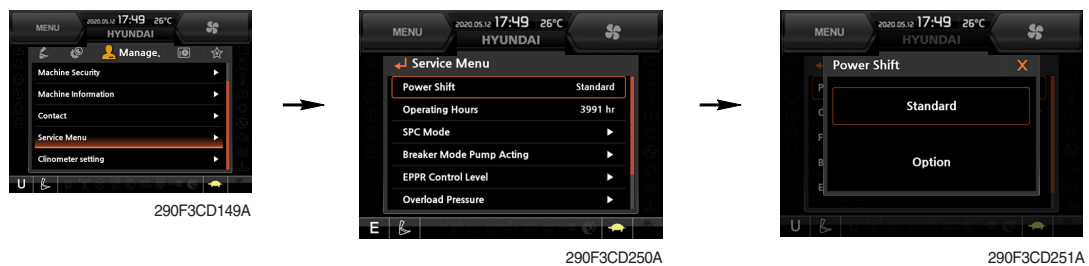 MENU
2020.05.12 17:49 26°C
HYUNDAI
Manage.
Machine Security
Machine Information
Contact
Service Menu
Clinometer setting
U
290F3CD149A
MENU
2020.05.12 17:49 26°C
HYUNDAI
Service Menu
Power Shift Standard
Operating Hours 3991 hr
SPC Mode
Breaker Mode Pump Acting
EPPR Control Level
Overload Pressure
E
290F3CD250A
MENU
2020.05.12 17:49 26°C
HYUNDAI
Power Shift X
Standard
Option
U
290F3CD251A